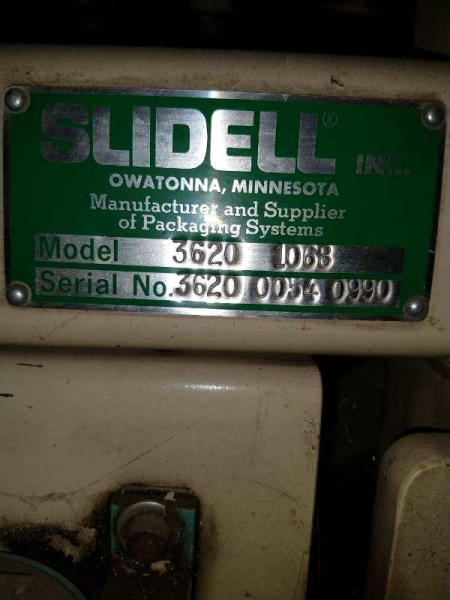 SLIDELL® INC.
OWATONNA, MINNESOTA
Manufacturer and Supplier
of Packaging Systems
Model 3620 1068
Serial No. 3620 0054 0990